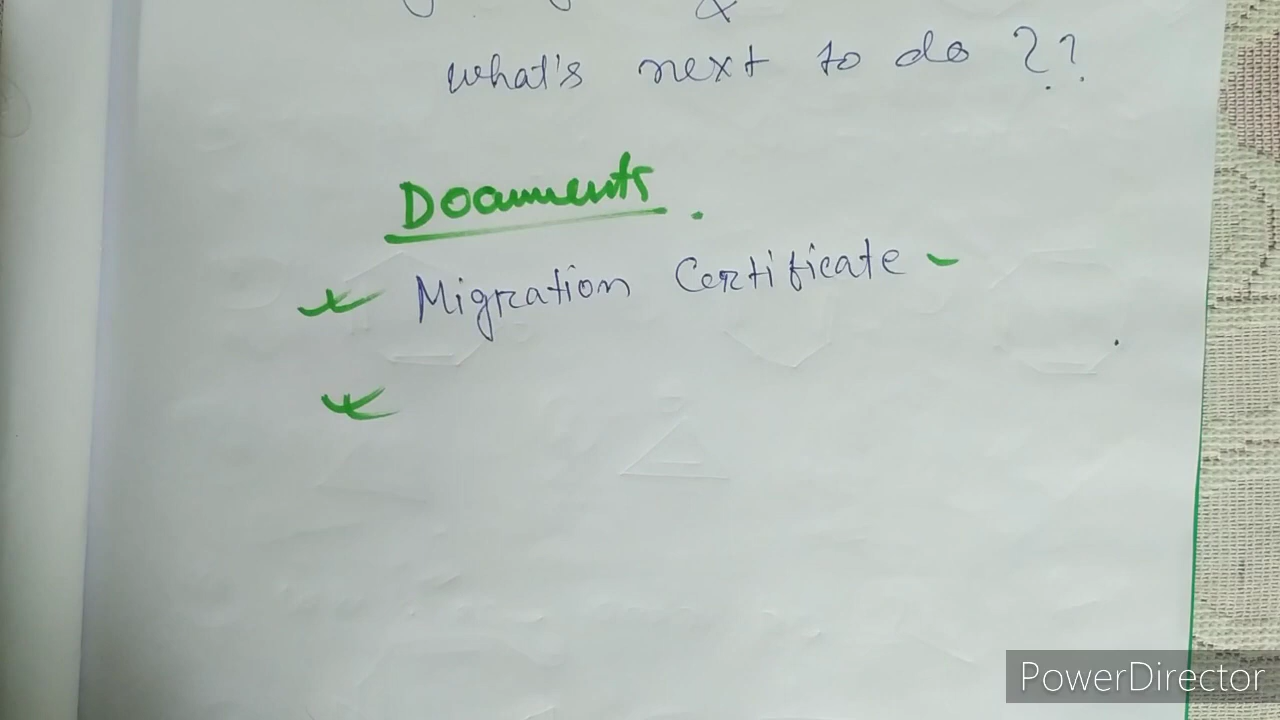 &
what's next to do ??
Documents.
Migration Certificate -
PowerDirector